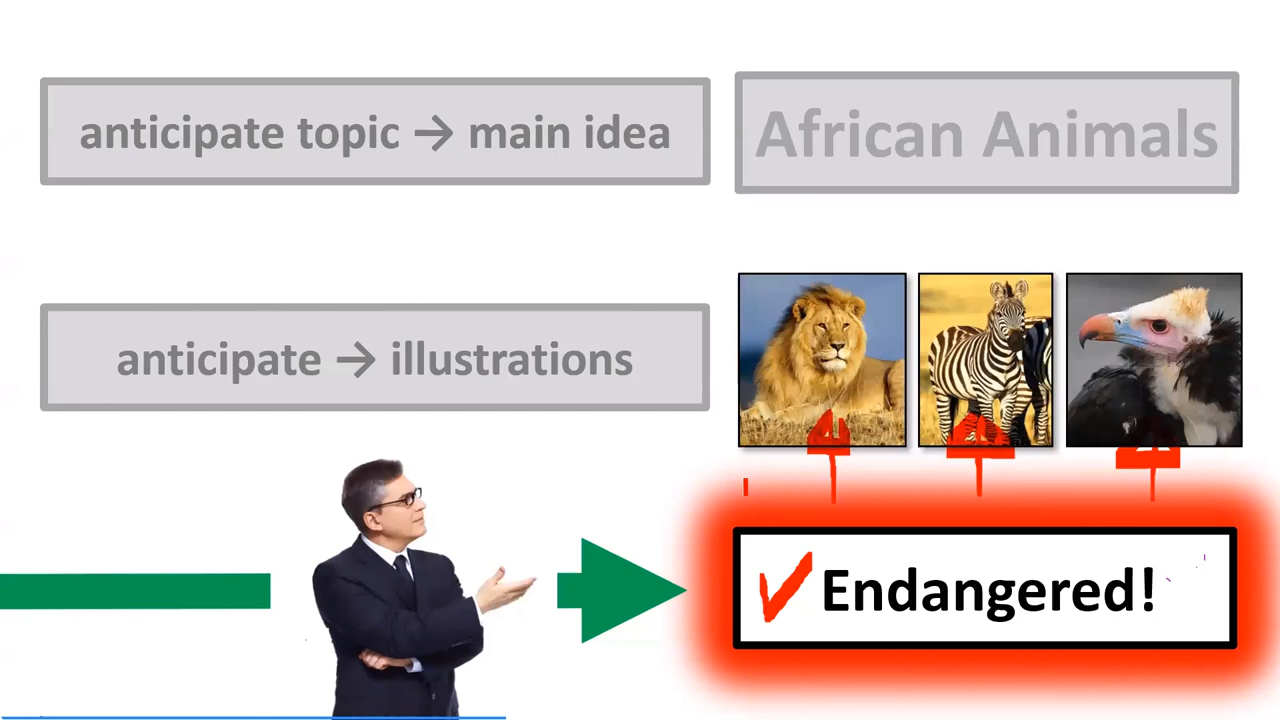 anticipate topic → main idea
African Animals
anticipate → illustrations
Endangered!